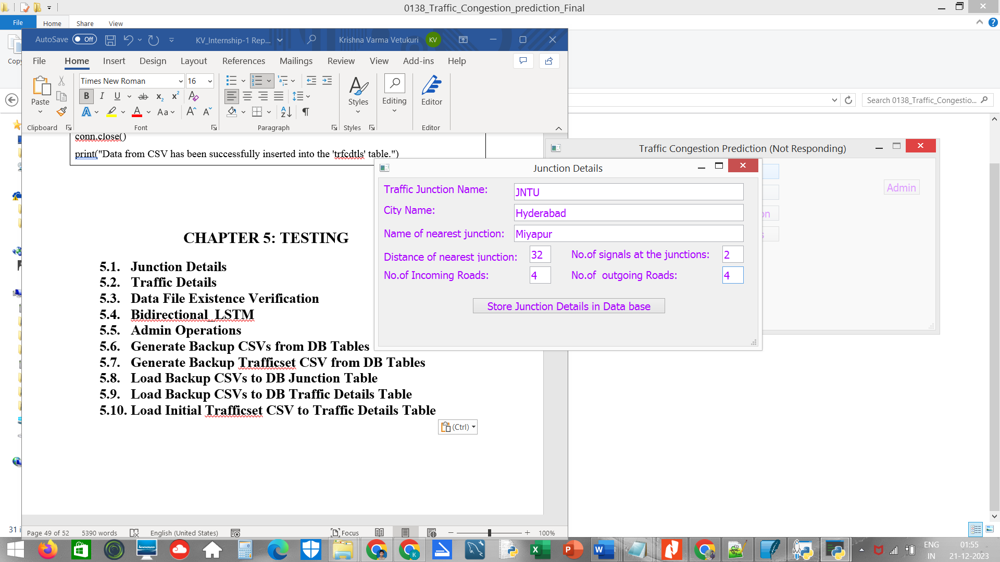 0138_Traffic_Congestion_prediction_Final
File Home Share View
AutoSave Off KV_Internship-1 Rep... Krishna Varma Vetukuri KV
File Home Insert Design Layout References Mailings Review View Add-ins Help
Copy
Paste
Times New Roman 16
Styles
Editing
Editor
Clipboard Font Paragraph Styles Editor
Search 0138_Traffic_Congestio...
conn.close()
print("Data from CSV has been successfully inserted into the 'trfcdtls' table.")
Traffic Congestion Prediction (Not Responding)
Admin
on
s
Junction Details
Traffic Junction Name: JNTU
City Name: Hyderabad
Name of nearest junction: Miyapur
Distance of nearest junction: 32 No.of signals at the junctions: 2
No.of Incoming Roads: 4 No.of outgoing Roads: 4
Store Junction Details in Data base
CHAPTER 5: TESTING
5.1. Junction Details
5.2. Traffic Details
5.3. Data File Existence Verification
5.4. Bidirectional_LSTM
5.5. Admin Operations
5.6. Generate Backup CSVs from DB Tables
5.7. Generate Backup Trafficset CSV from DB Tables
5.8. Load Backup CSVs to DB Junction Table
5.9. Load Backup CSVs to DB Traffic Details Table
5.10. Load Initial Trafficset CSV to Traffic Details Table
(Ctrl)
31 i
Page 49 of 52 5390 words English (United States) Focus 100%
ENG
IN
01:55
21-12-2023